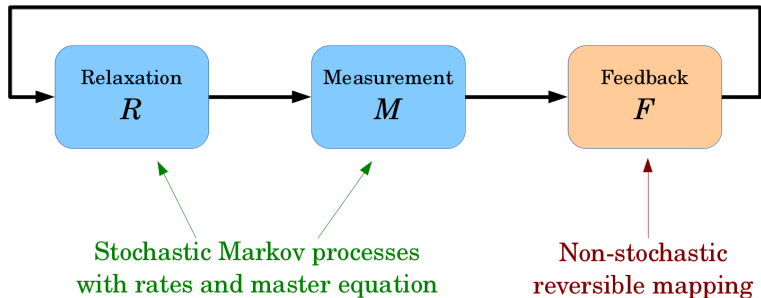 Relaxation
R
Measurement
M
Feedback
F
Stochastic Markov processes
with rates and master equation
Non-stochastic
reversible mapping